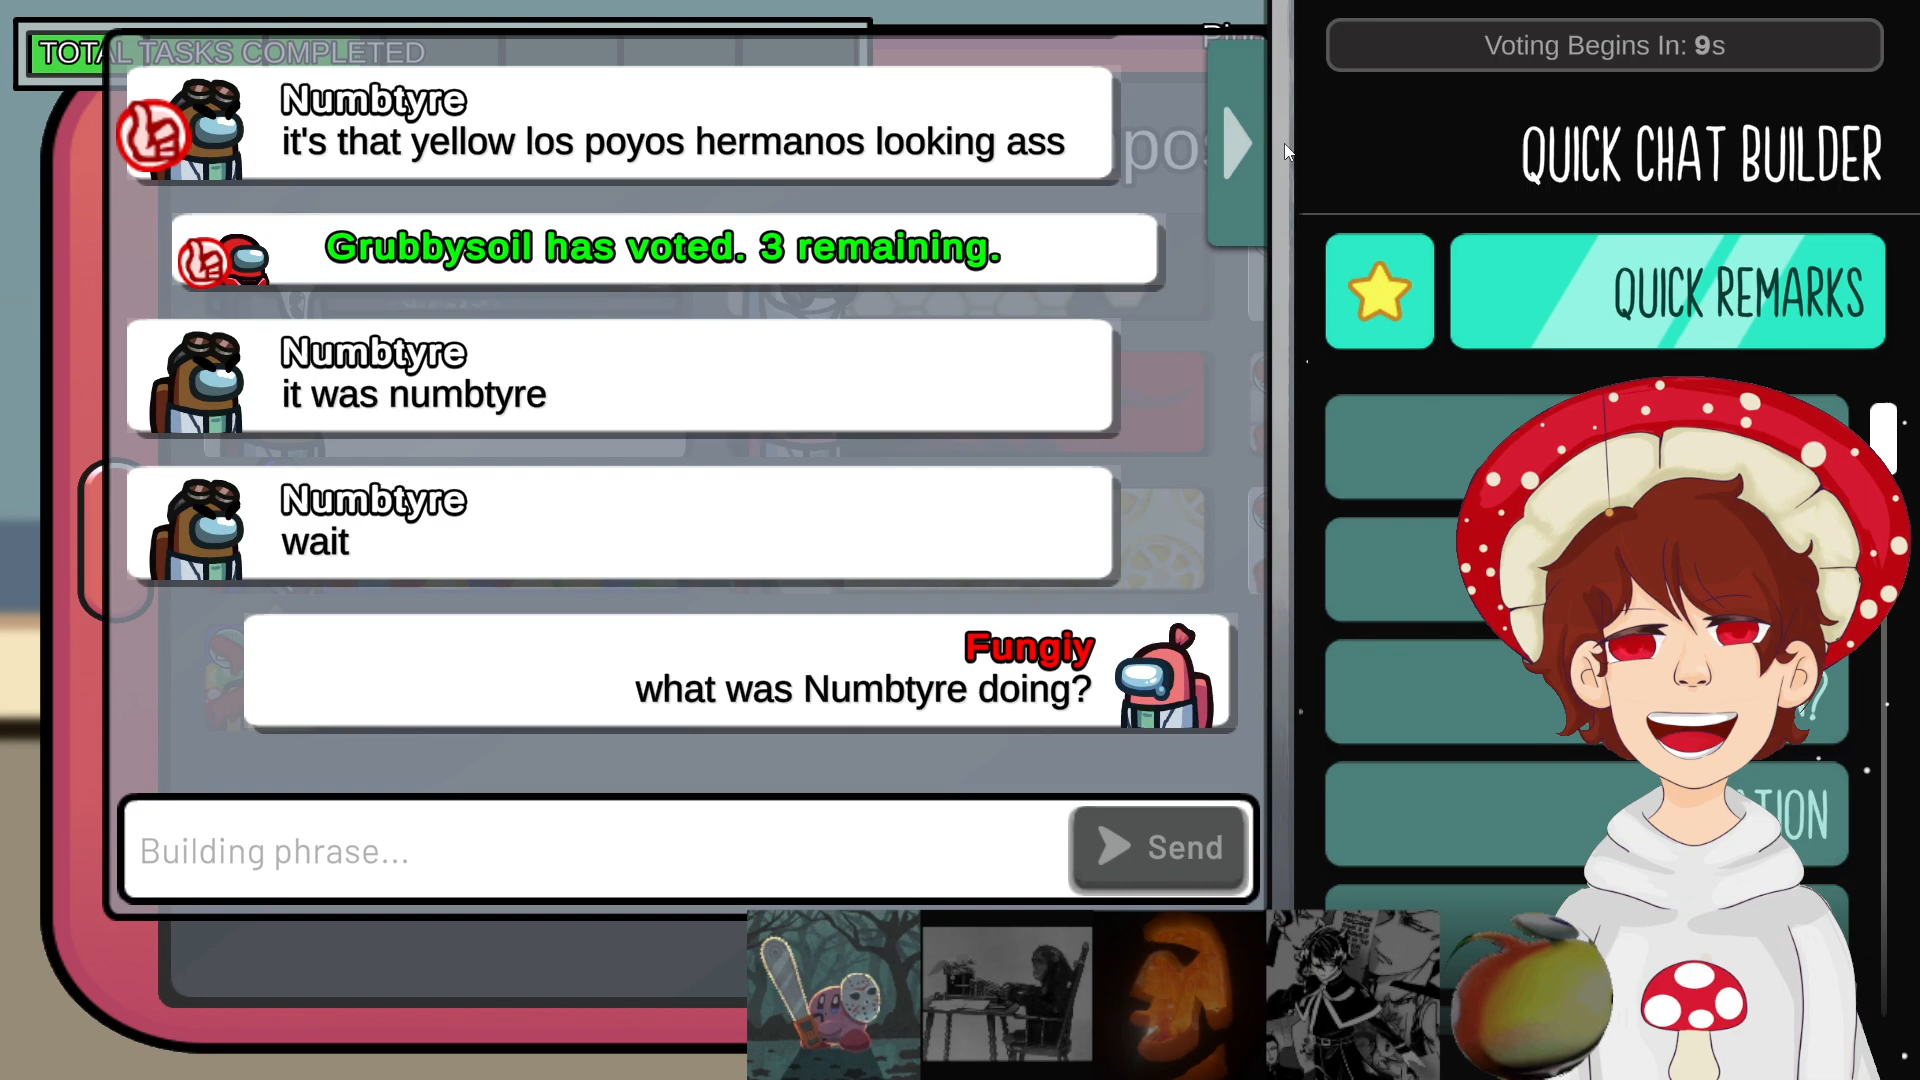 TOTAL TASKS COMPLETED
Voting Begins In: 9s
Numbtyre
it's that yellow los poyos hermanos looking ass
QUICK CHAT BUILDER
Grubbysoil has voted. 3 remaining.
QUICK REMARKS
Numbtyre
it was numbtyre
Numbtyre
wait
Fungiy
what was Numbtyre doing?
Building phrase...
Send